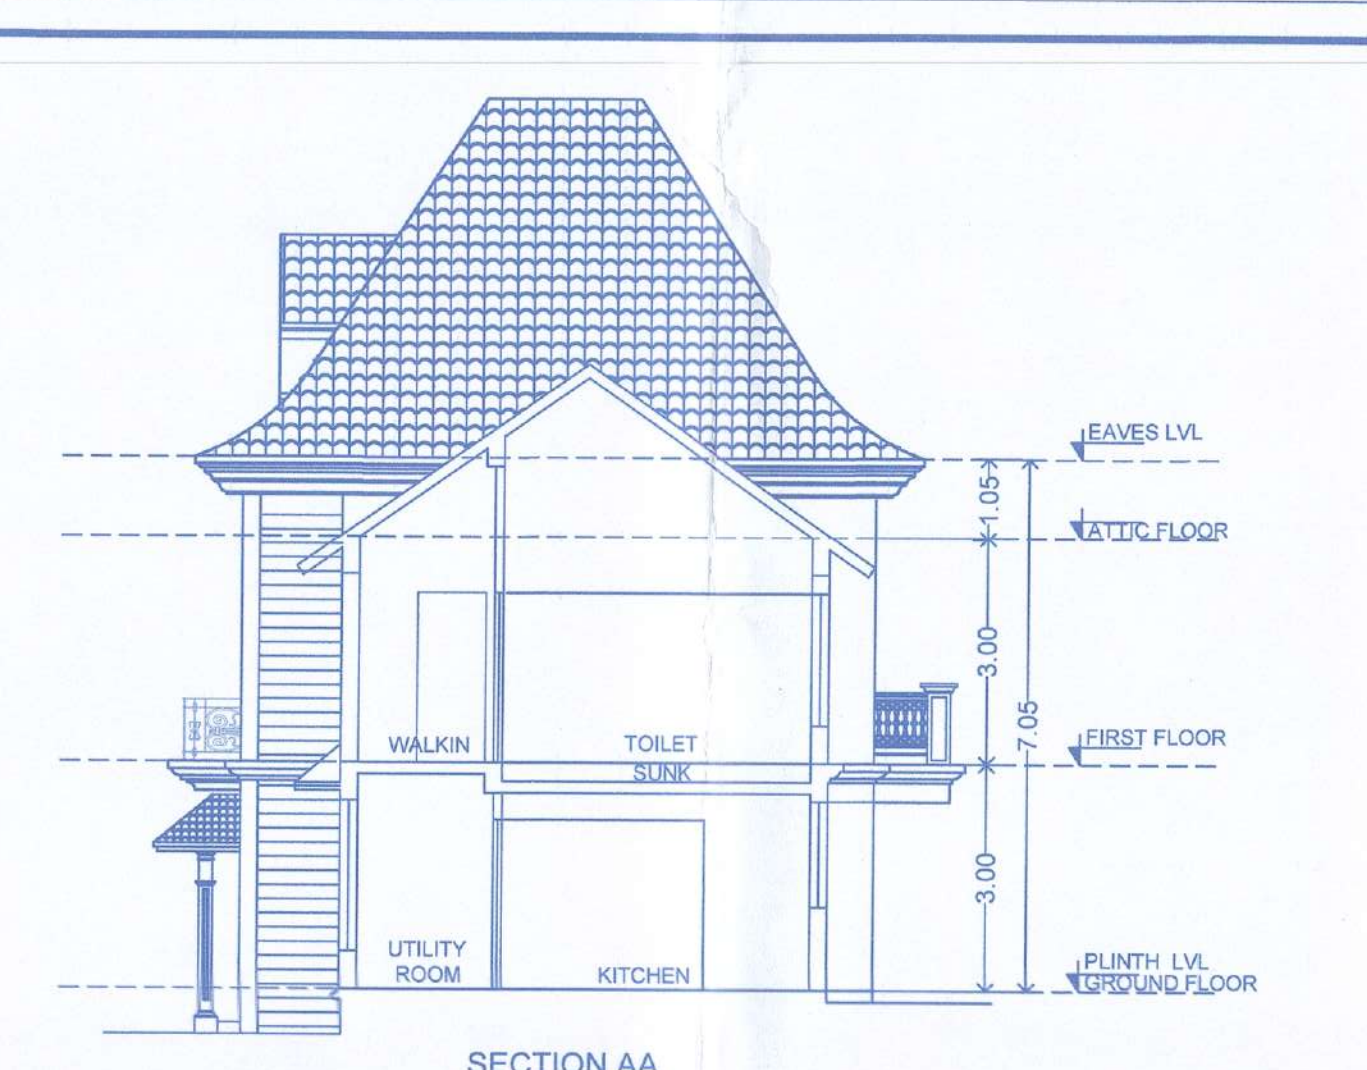 EAVES LVL
1.05
ATTIC FLOOR
3.00
7.05
FIRST FLOOR
WALKIN
TOILET
SUNK
3.00
UTILITY
ROOM
KITCHEN
PLINTH LVL
GROUND FLOOR
SECTION AA